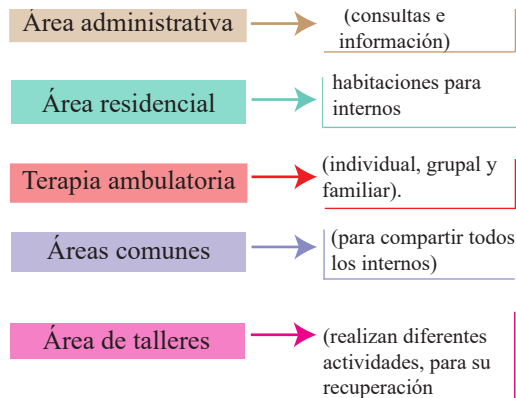 Área administrativa
(consultas e
información)
Área residencial
habitaciones para
internos
Terapia ambulatoria
(individual, grupal y
familiar).
Áreas comunes
(para compartir todos
los internos)
Área de talleres
(realizan diferentes
actividades, para su
recuperación